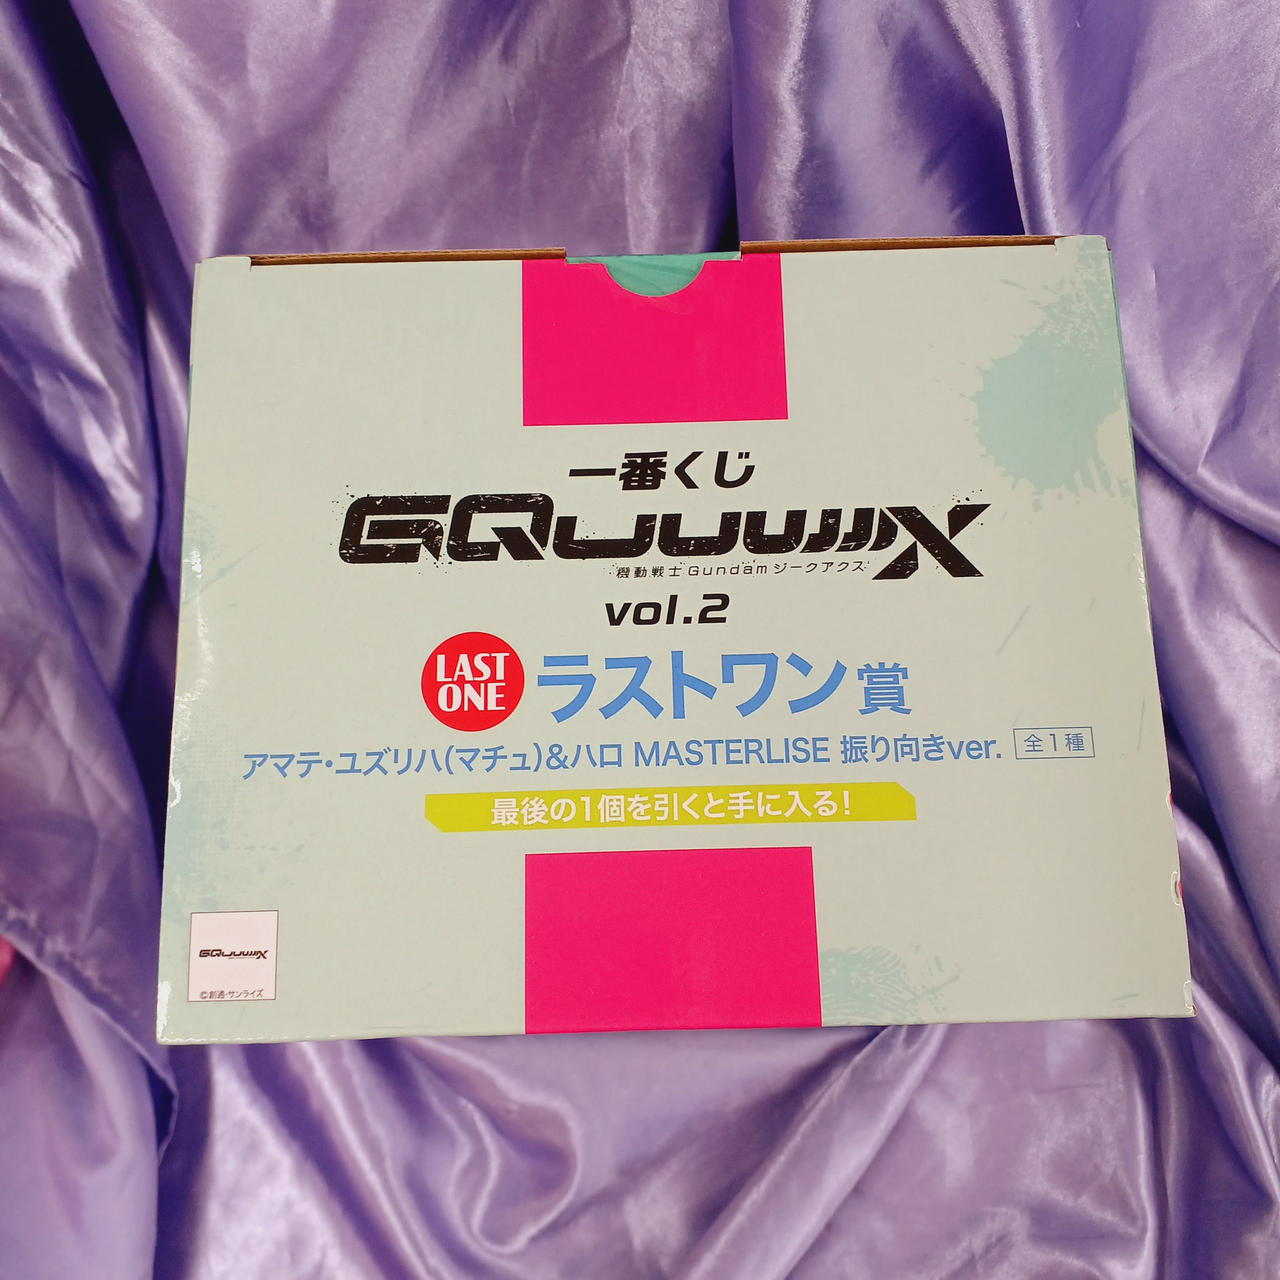 一番くじ
GQuuuuuuX
機動戦士Gundamジークアクス
vol.2
LAST
ONE
ラストワン賞
アマテ・ユズリハ(マチュ)&ハロ MASTERLISE 振り向きver. 全1種
最後の1個を引くと手に入る!
GQuuuuuuX
©創通・サンライズ